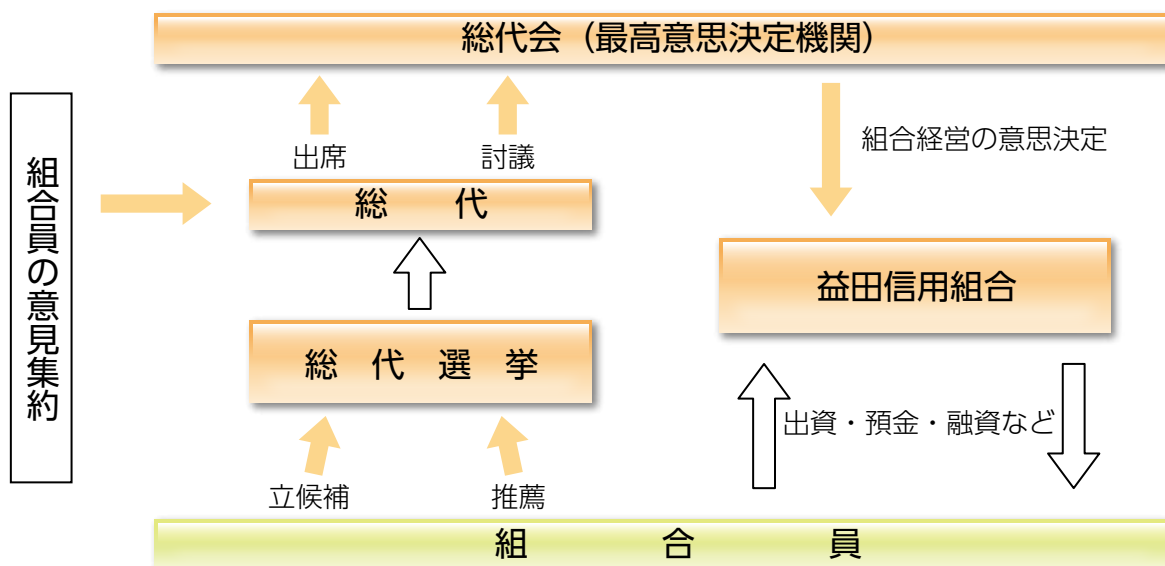 総代会（最高意思決定機関）
出席
討議
組合経営の意思決定
組合員の意見集約
総代
益田信用組合
総代選挙
出資・預金・融資など
立候補
推薦
組合員